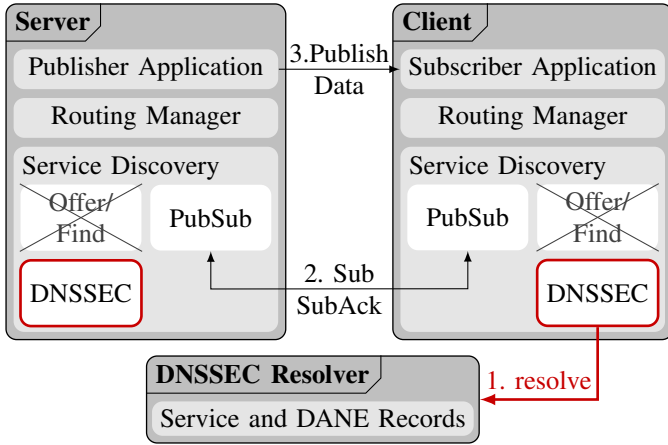 Server
Publisher Application
Routing Manager
Service Discovery
Offer/
Find
PubSub
DNSSEC
3.Publish
Data
2. Sub
SubAck
Client
Subscriber Application
Routing Manager
Service Discovery
PubSub
Offer/
Find
DNSSEC
1. resolve
DNSSEC Resolver
Service and DANE Records